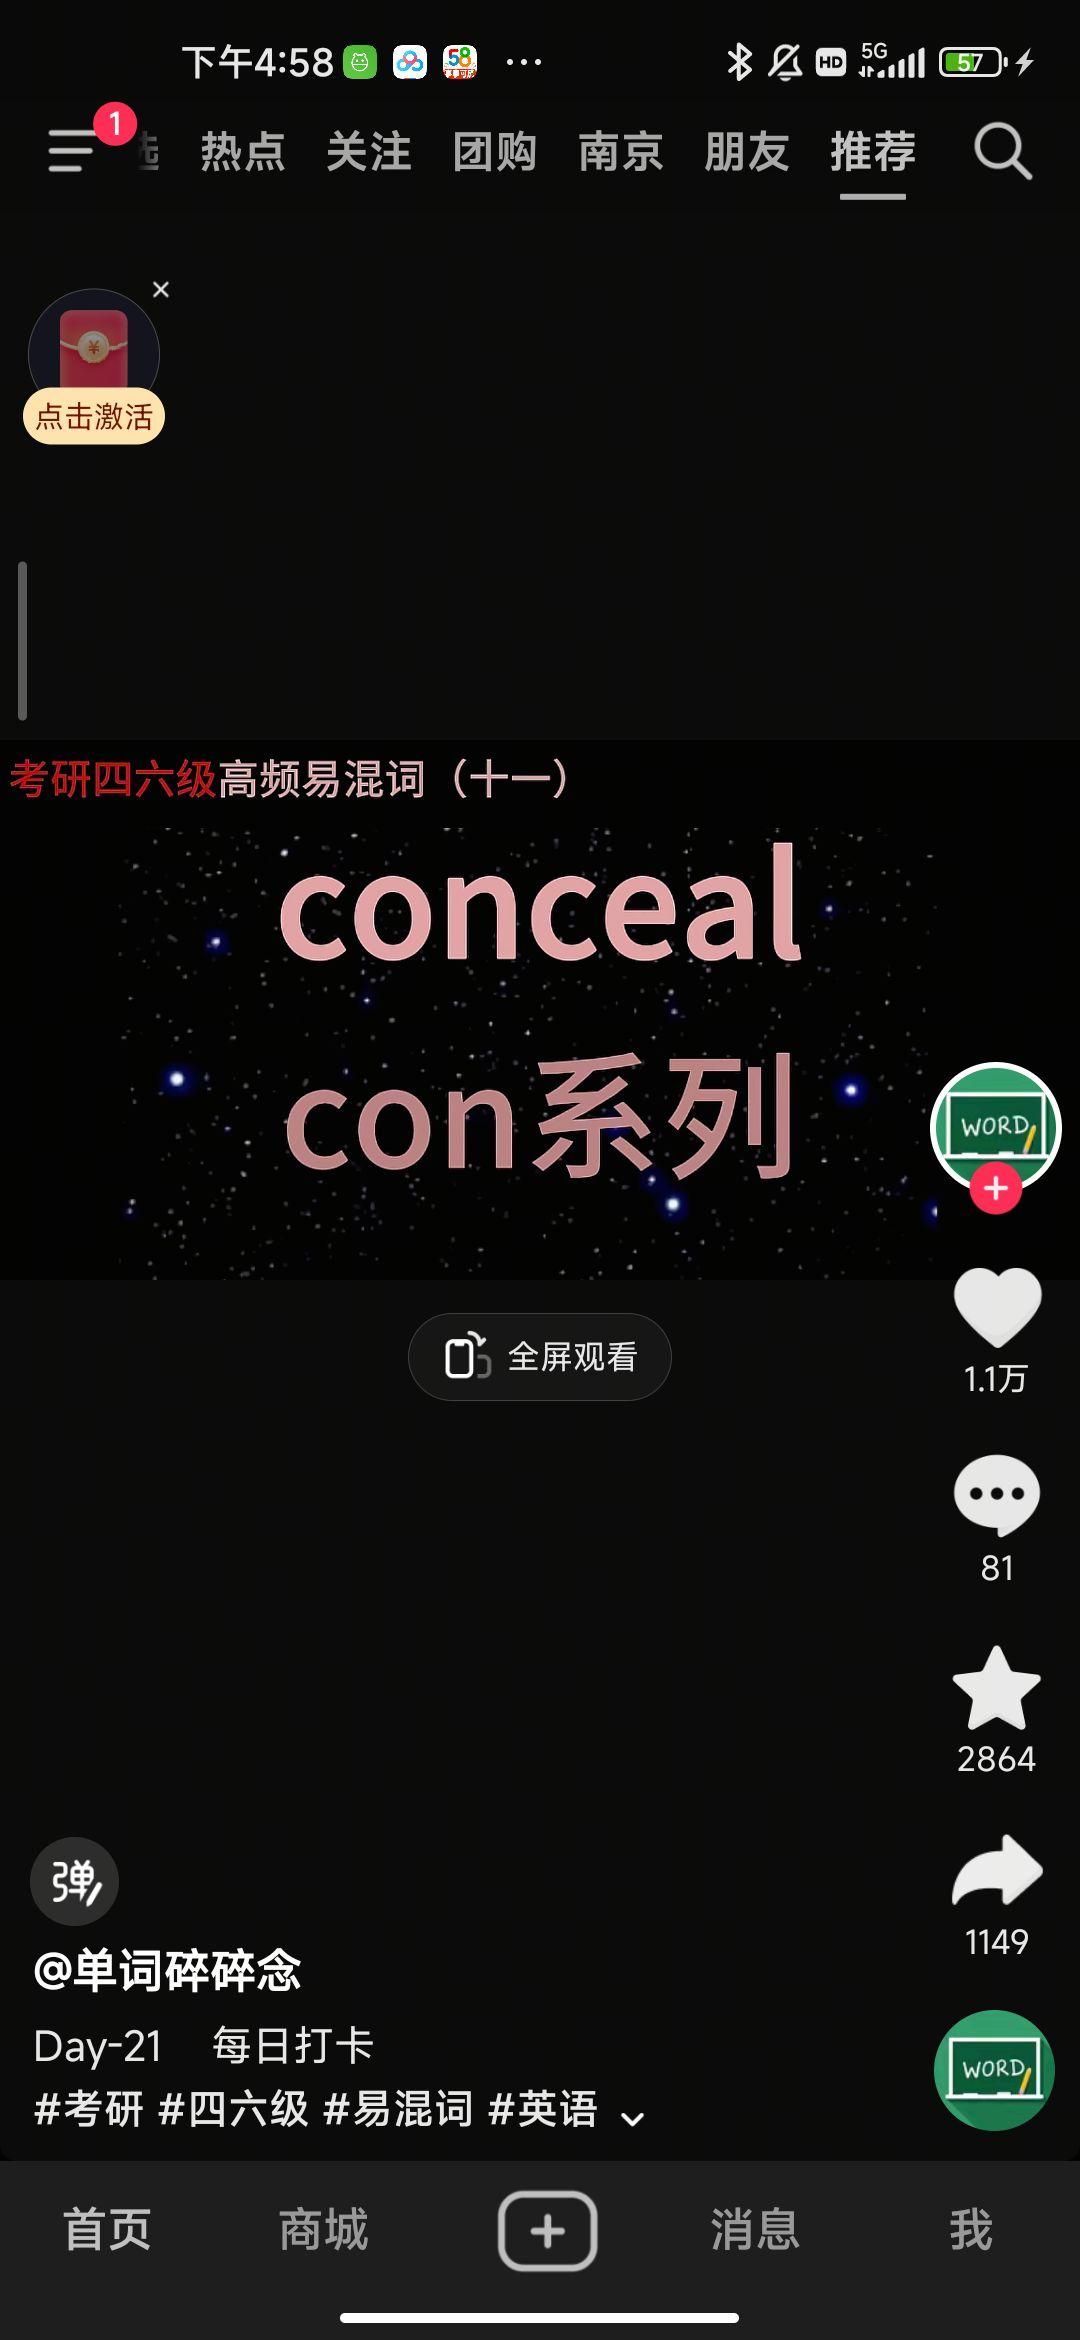 下午4:58
58
HD 5G 57
1
热点 关注 团购 南京 朋友 推荐
点击激活
考研四六级高频易混词（十一）
conceal
con系列
WORD
全屏观看
1.1万
81
2864
1149
弹
@单词碎碎念
Day-21 每日打卡
#考研 #四六级 #易混词 #英语
WORD
首页 商城 消息 我